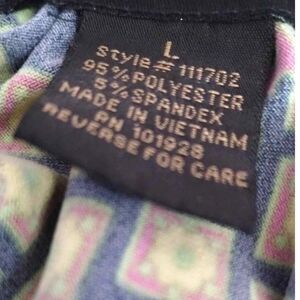 L
Style# 111702
95% POLYESTER
5% SPANDEX
MADE IN VIETNAM
PN 101928
REVERSE FOR CARE